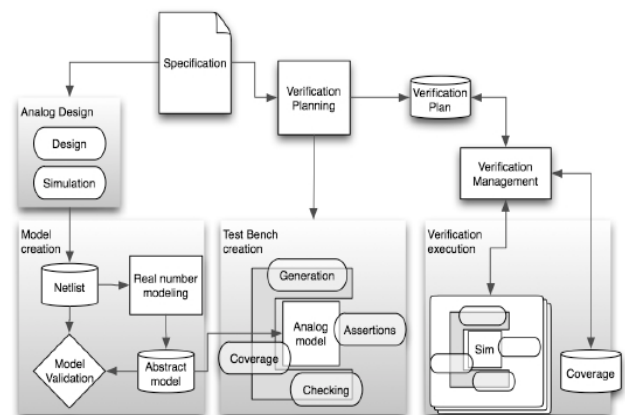 Specification
Verification
Planning
Verification
Plan
Analog Design
Design
Simulation
Verification
Management
Model
creation
Netlist
Real number
modeling
Model
Validation
Abstract
model
Test Bench
creation
Generation
Analog
model
Assertions
Coverage
Checking
Verification
execution
Sim
Coverage